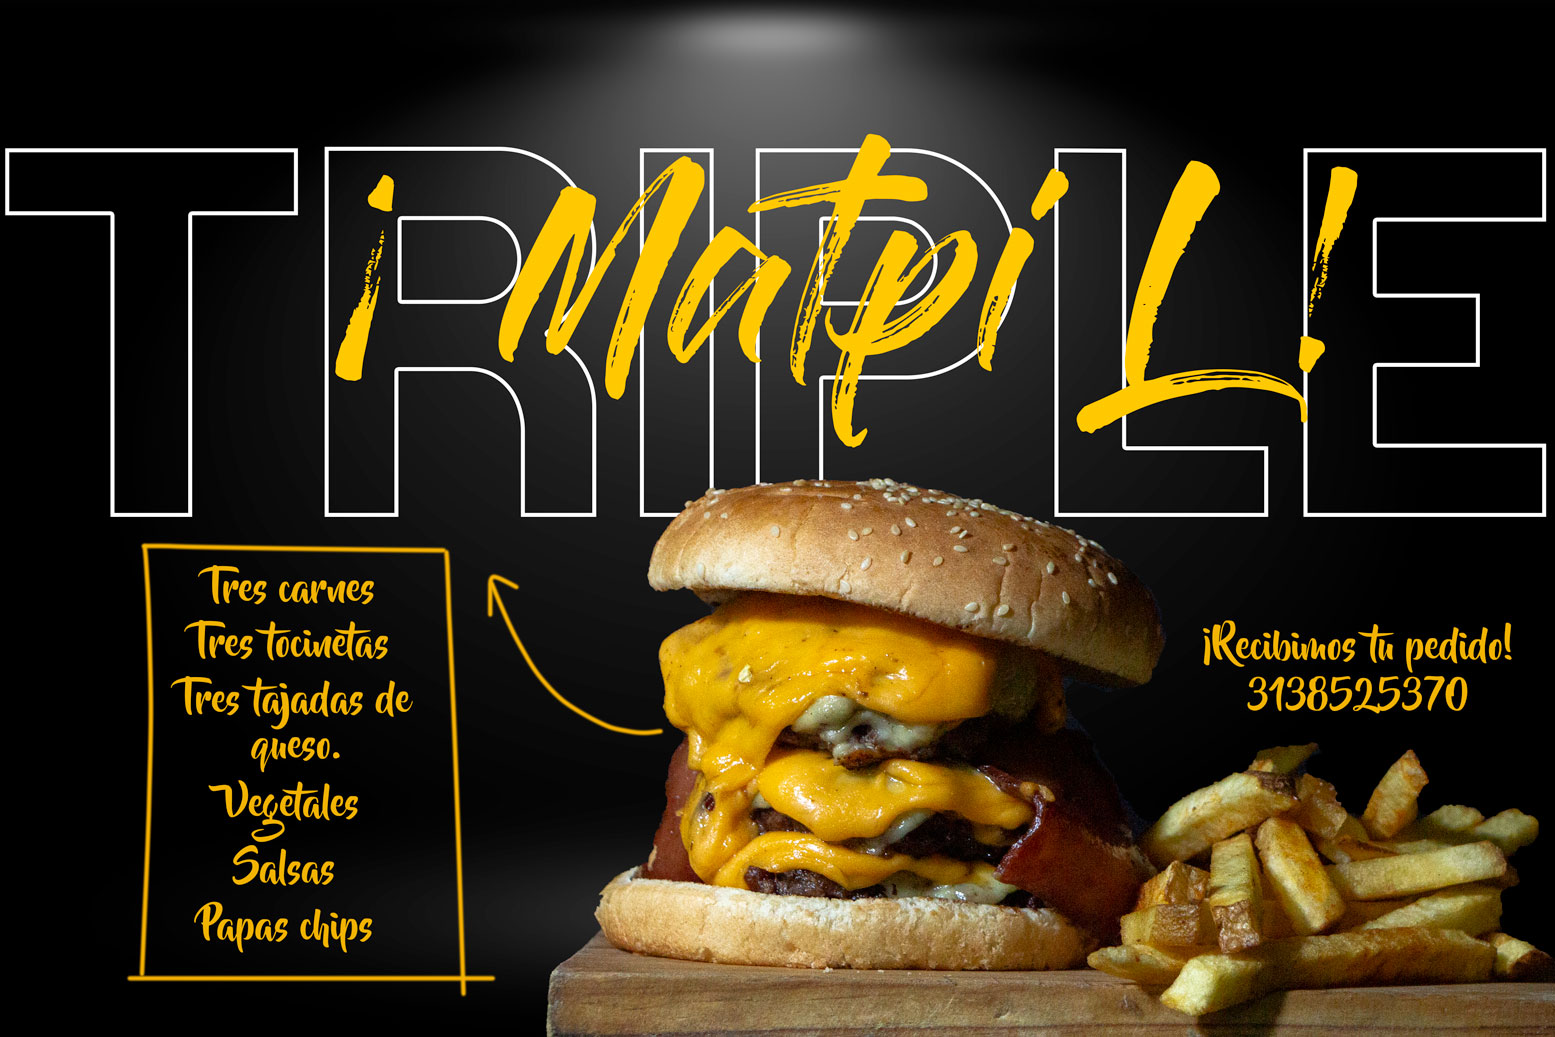 TRIPLE
¡Matpi L!
Tres carnes
Tres tocinetas
Tres tajadas de
queso.
Vegetales
Salsas
Papas chips
¡Recibimos tu pedido!
3138525370